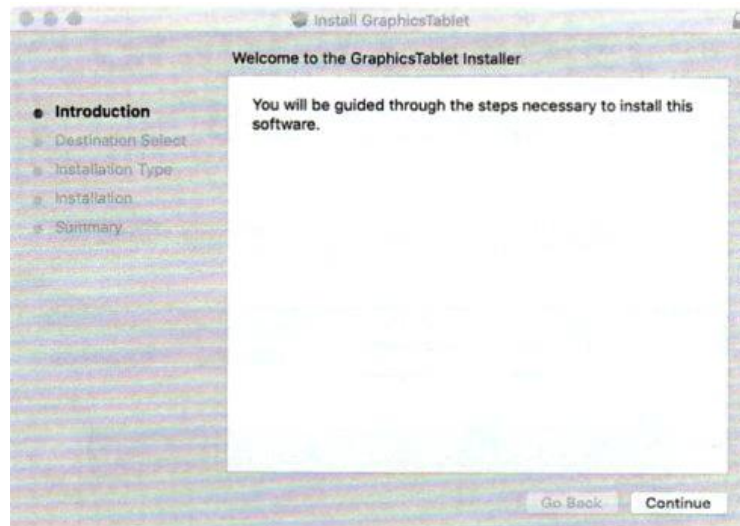 Install GraphicsTablet
Welcome to the GraphicsTablet Installer
Introduction
Destination Select
Installation Type
Installation
Summary
You will be guided through the steps necessary to install this
software.
Go Back
Continue